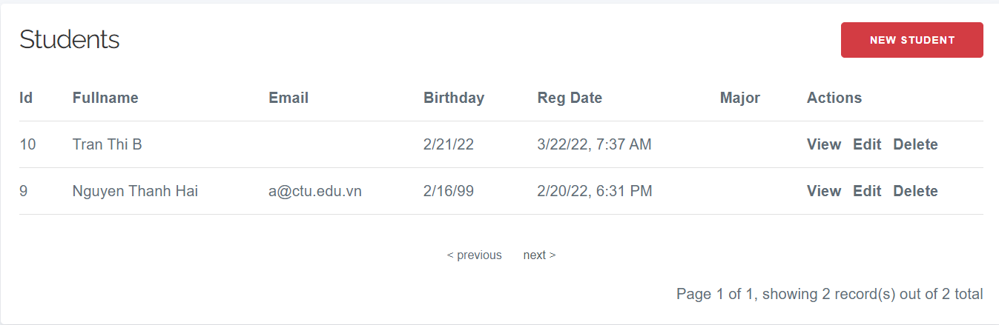 Students
NEW STUDENT
Id Fullname Email Birthday Reg Date Major Actions
10 Tran Thi B 2/21/22 3/22/22, 7:37 AM View Edit Delete
9 Nguyen Thanh Hai a@ctu.edu.vn 2/16/99 2/20/22, 6:31 PM View Edit Delete
< previous next >
Page 1 of 1, showing 2 record(s) out of 2 total